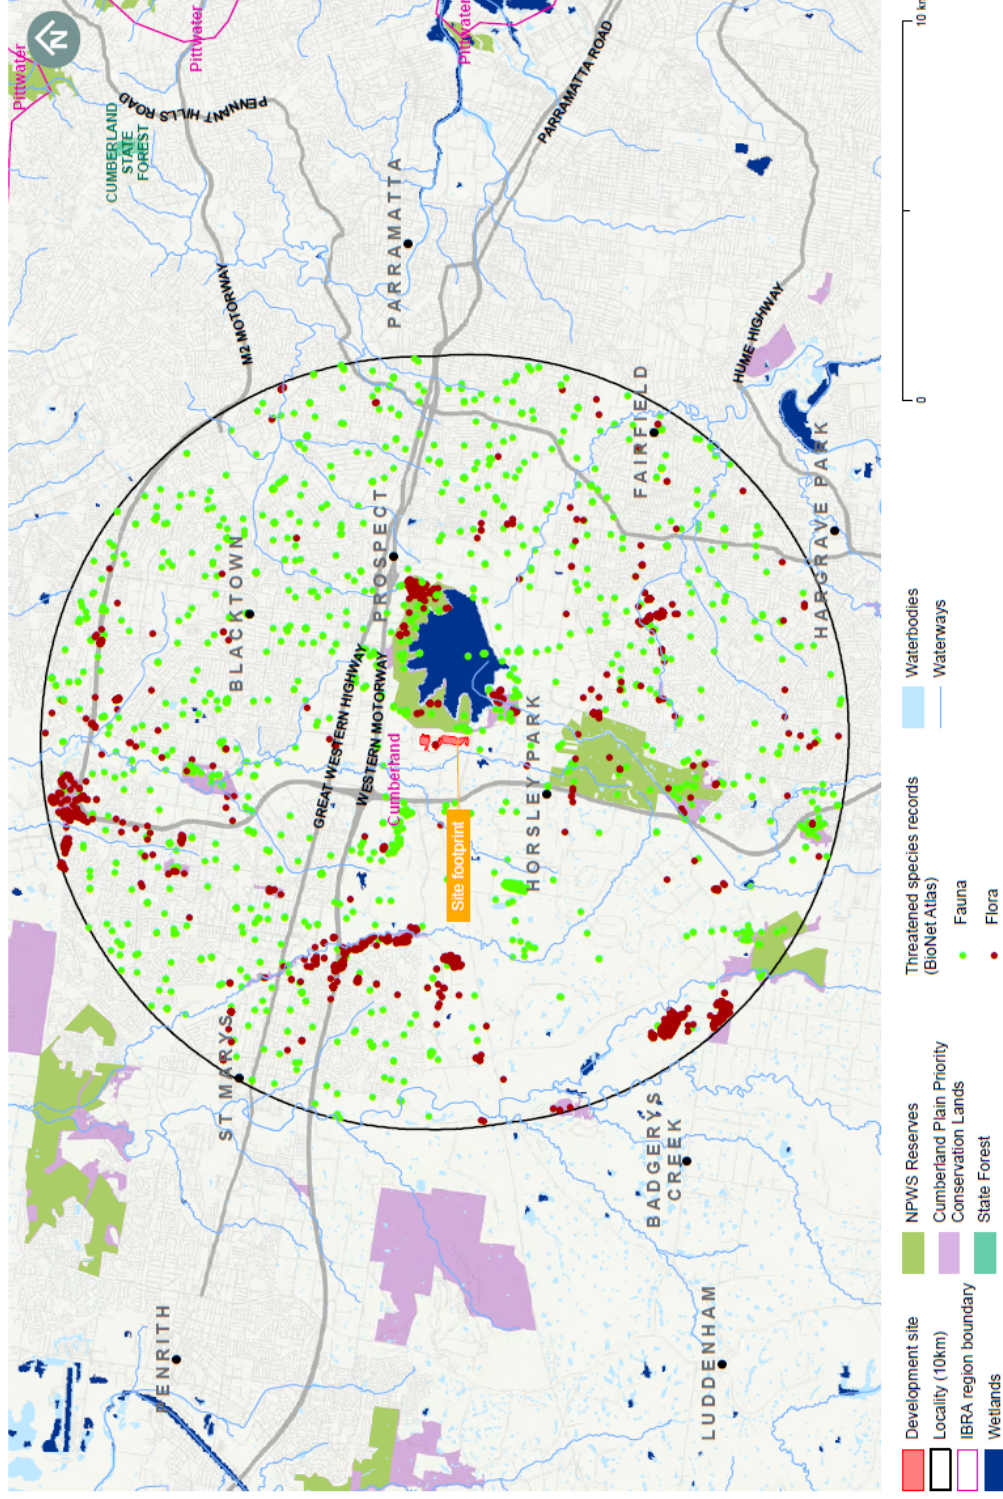 N
Pittwater
Pittwater
Pittwater
CUMBERLAND
STATE
FOREST
PENNANT HILLS ROAD
PARRAMATTA ROAD
M2 MOTORWAY
PARRAMATTA
HUME HIGHWAY
BLACKTOWN
PROSPECT
FAIRFIELD
HARGRAVE PARK
GREAT WESTERN HIGHWAY
WESTERN MOTORWAY
Cumberland
Site footprint
HORSLEY PARK
ST MARYS
BADGERYS
CREEK
PENRITH
LUDDENHAM
Development site
Locality (10km)
IBRA region boundary
Wetlands
NPWS Reserves
Cumberland Plain Priority
Conservation Lands
State Forest
Threatened species records
(BioNet Atlas)
Fauna
Flora
Waterbodies
Waterways
0
10 km